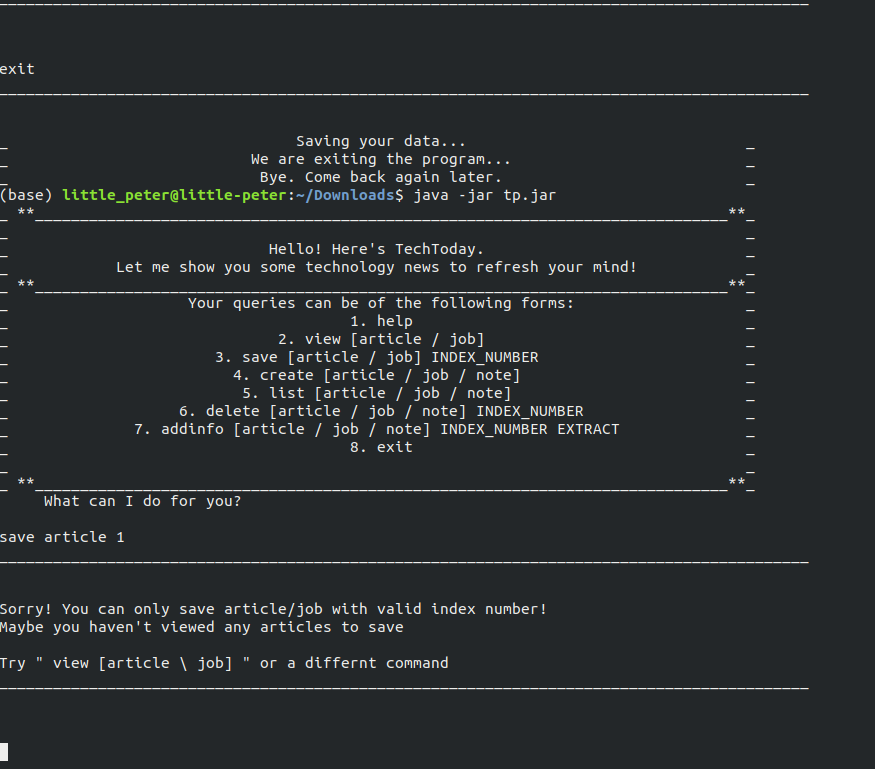 exit
Saving your data...
We are exiting the program...
Bye. Come back again later.
(base) little_peter@little-peter:~/Downloads$ java -jar tp.jar
_ **_____________________________________________________________________________**_
Hello! Here's TechToday.
Let me show you some technology news to refresh your mind!
_ **_____________________________________________________________________________**_
Your queries can be of the following forms:
1. help
2. view [article / job]
3. save [article / job] INDEX_NUMBER
4. create [article / job / note]
5. list [article / job / note]
6. delete [article / job / note] INDEX_NUMBER
7. addinfo [article / job / note] INDEX_NUMBER EXTRACT
8. exit
_ **_____________________________________________________________________________**_
What can I do for you?
save article 1
Sorry! You can only save article/job with valid index number!
Maybe you haven't viewed any articles to save
Try " view [article \ job] " or a differnt command